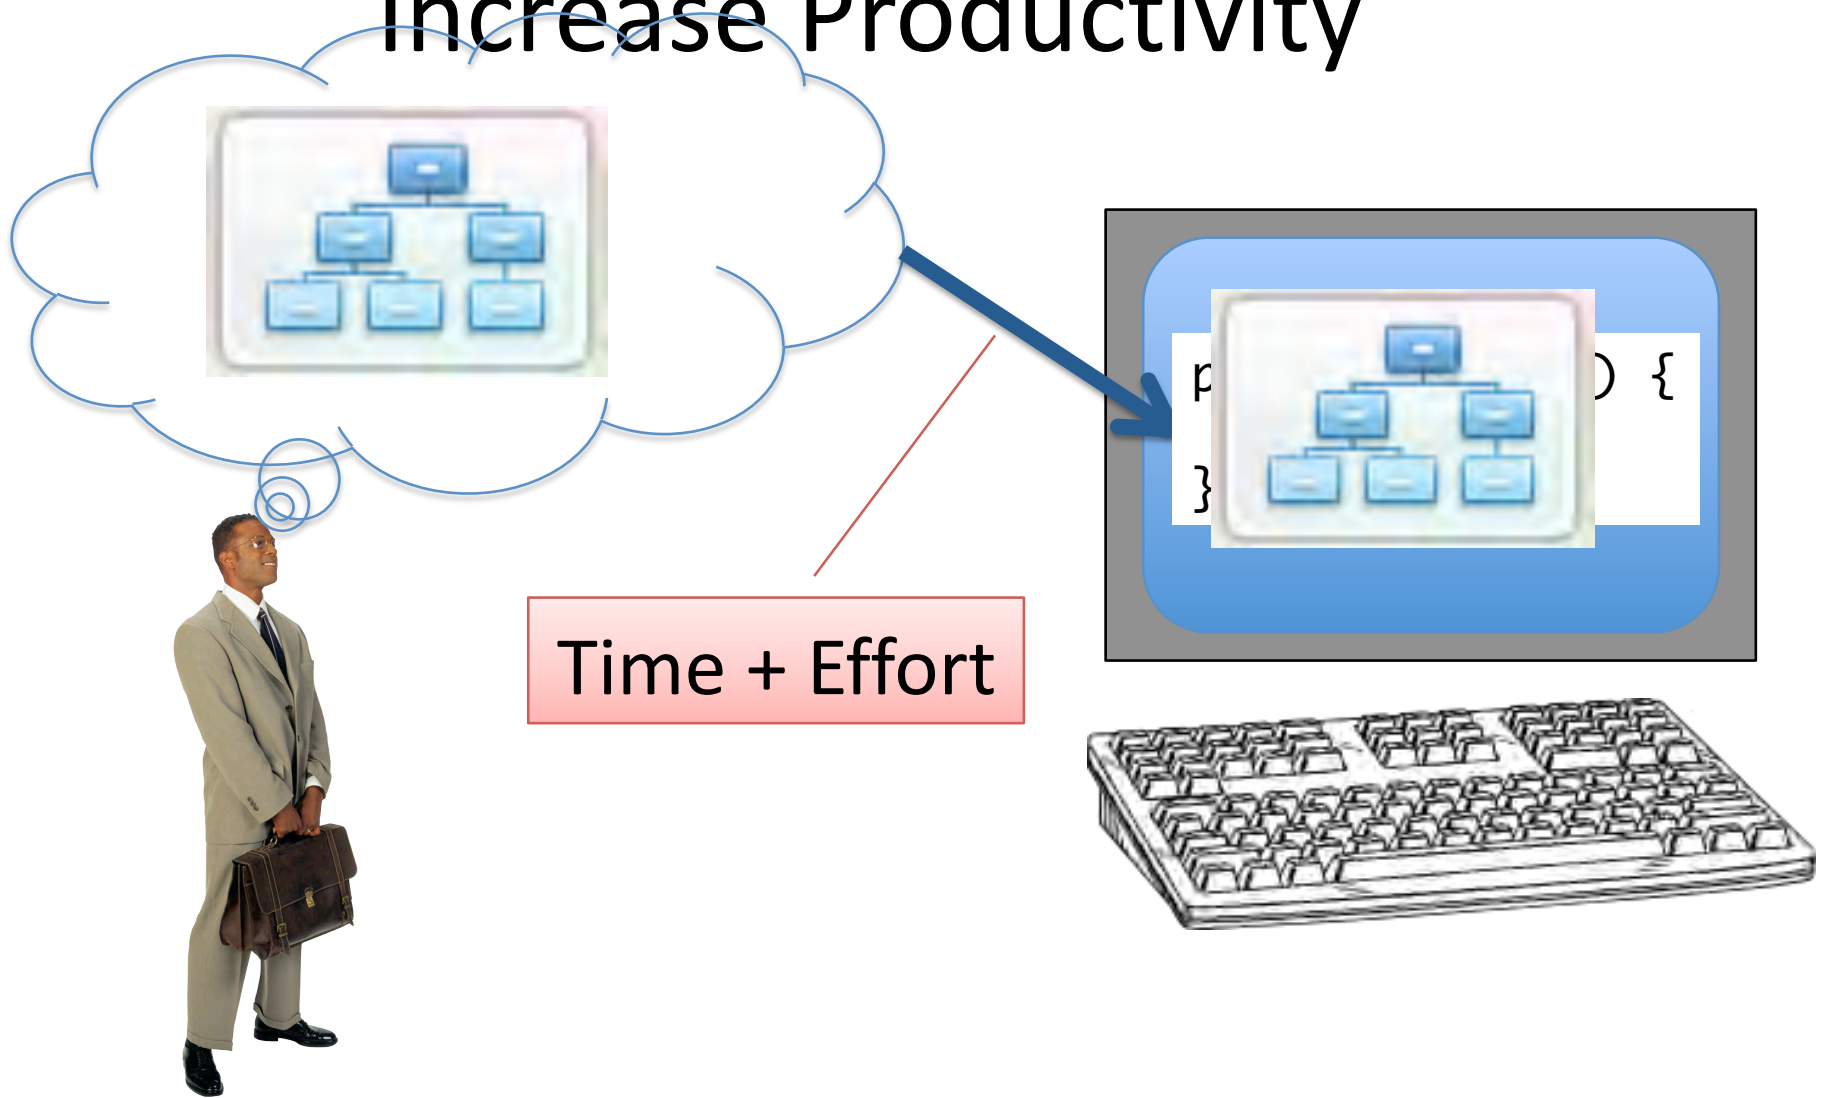 Increase Productivity
p
) {
}
Time + Effort